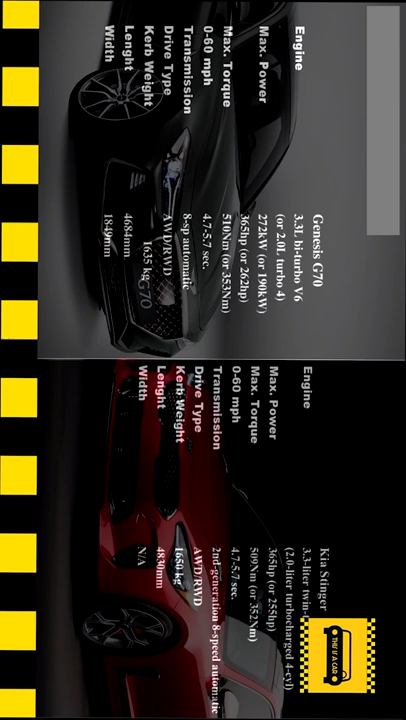 Genesis G70
Engine 3.3L bi-turbo V6
(or 2.0L turbo 4)
Max. Power 272kW (or 190kW)
365hp (or 262hp)
Max. Torque 510Nm (or 353Nm)
0-60 mph 4.7-5.7 sec.
Transmission 8-sp automatic
Drive Type AWD/RWD
Kerb Weight 1635 kg
Lenght 4684mm
Width 1849mm
G70
Kia Stinger
Engine 3.3-liter twin-
(2.0-liter turbocharged 4-cyl)
Max. Power 365hp (or 255hp)
Max. Torque 509Nm (or 352Nm)
0-60 mph 4.7-5.7 sec.
Transmission 2nd-generation 8-speed automatic
Drive Type AWD/RWD
Kerb Weight 1650 kg
Lenght 4830mm
Width N/A
THIS IS A CAR